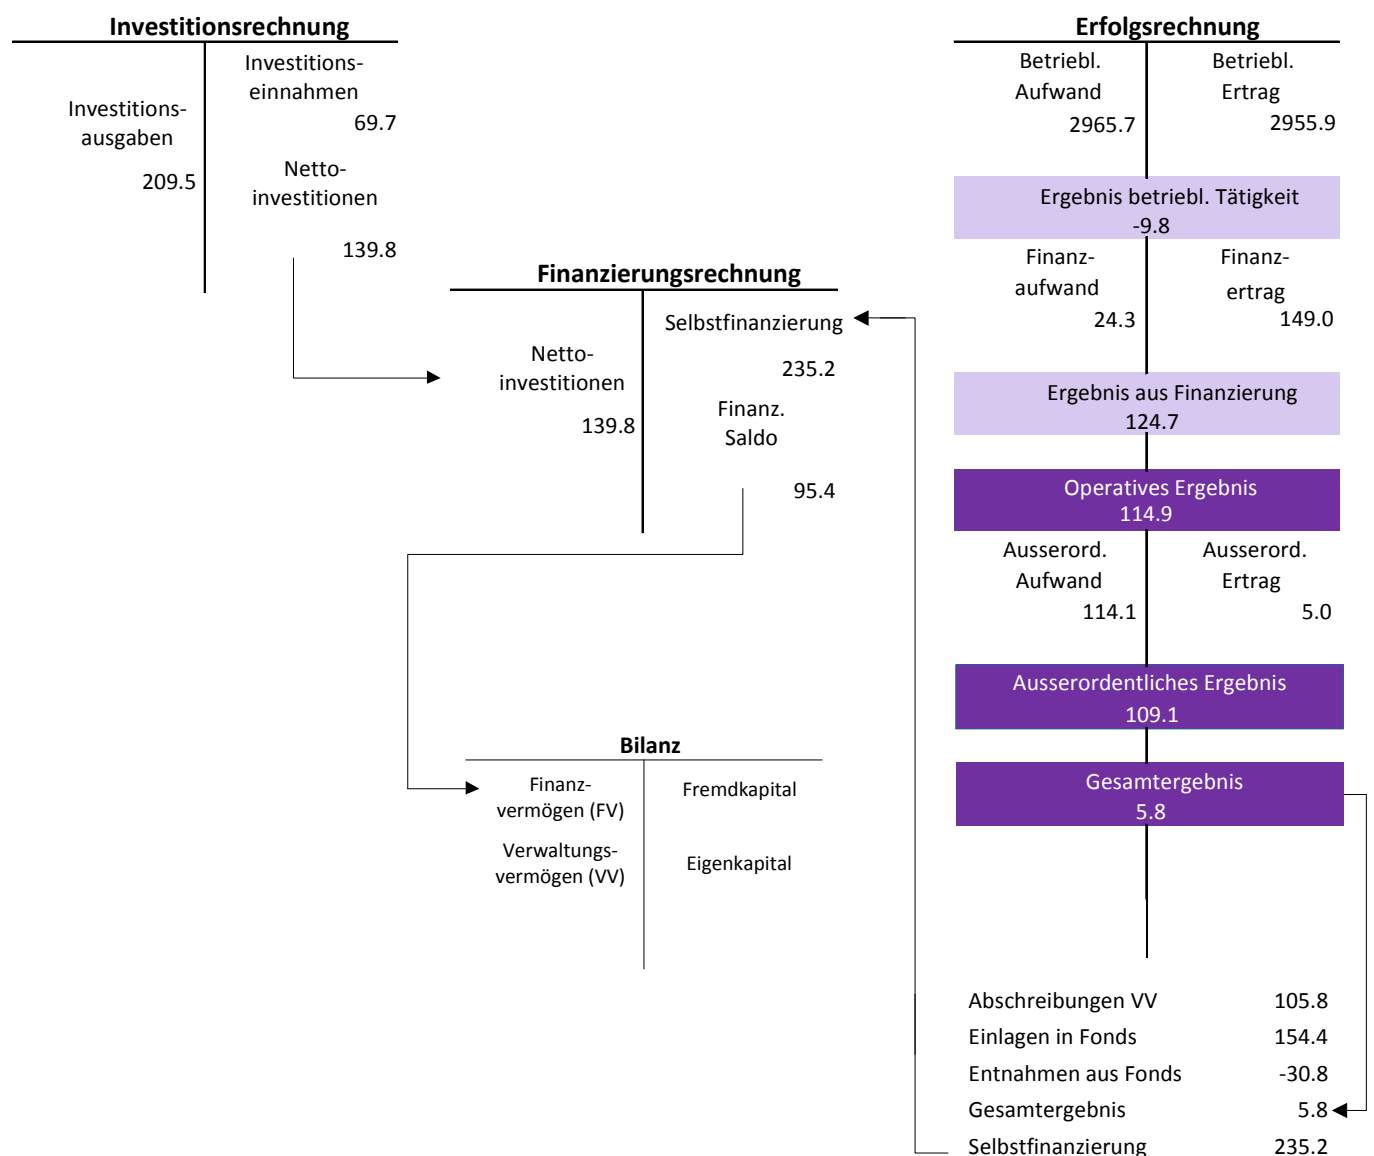 Investitionsrechnung
Investitions-
ausgaben
209.5
Investitions-
einnahmen
69.7
Netto-
investitionen
139.8
Finanzierungsrechnung
Netto-
investitionen
139.8
Selbstfinanzierung
235.2
Finanz.
Saldo
95.4
Bilanz
Finanz-
vermögen (FV)
Verwaltungs-
vermögen (VV)
Fremdkapital
Eigenkapital
Erfolgsrechnung
Betriebl.
Aufwand
2965.7
Betriebl.
Ertrag
2955.9
Ergebnis betriebl. Tätigkeit
-9.8
Finanz-
aufwand
24.3
Finanz-
ertrag
149.0
Ergebnis aus Finanzierung
124.7
Operatives Ergebnis
114.9
Ausserord.
Aufwand
114.1
Ausserord.
Ertrag
5.0
Ausserordentliches Ergebnis
109.1
Gesamtergebnis
5.8
Abschreibungen VV 105.8
Einlagen in Fonds 154.4
Entnahmen aus Fonds -30.8
Gesamtergebnis 5.8
Selbstfinanzierung 235.2